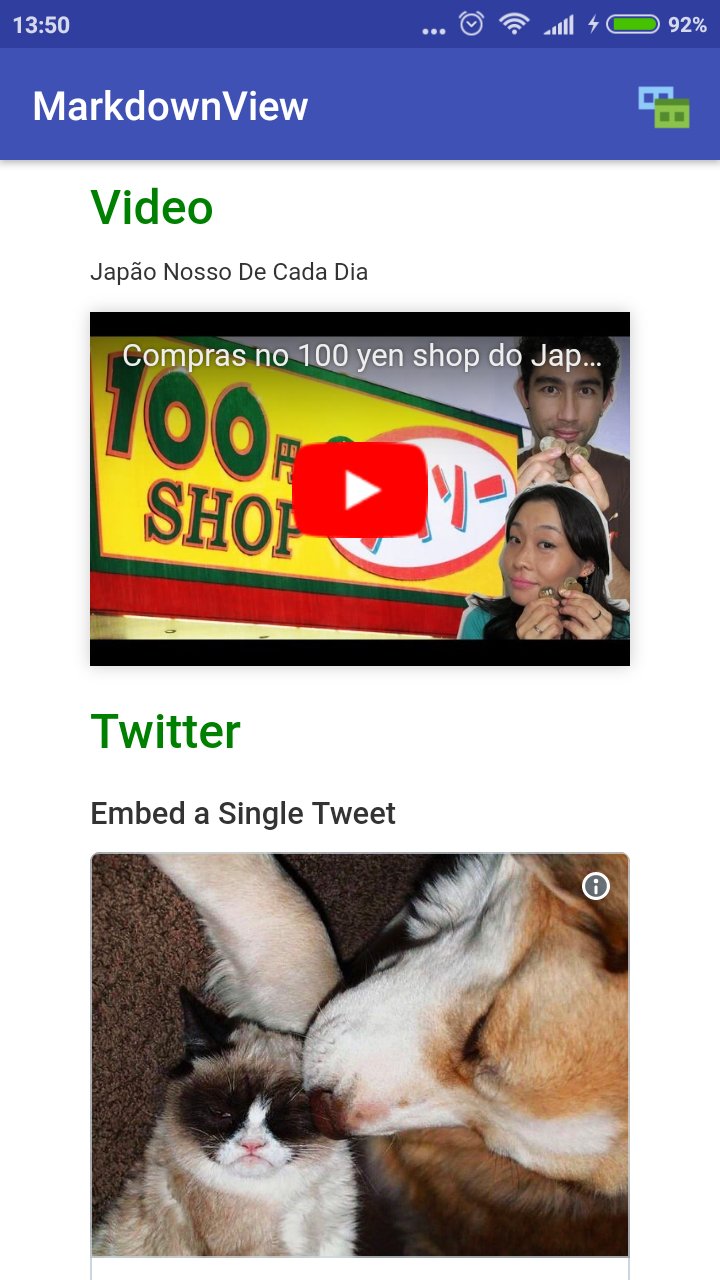 13:50
92%
MarkdownView
Video
Japão Nosso De Cada Dia
Compras no 100 yen shop do Jap...
100円
SHOP
Twitter
Embed a Single Tweet